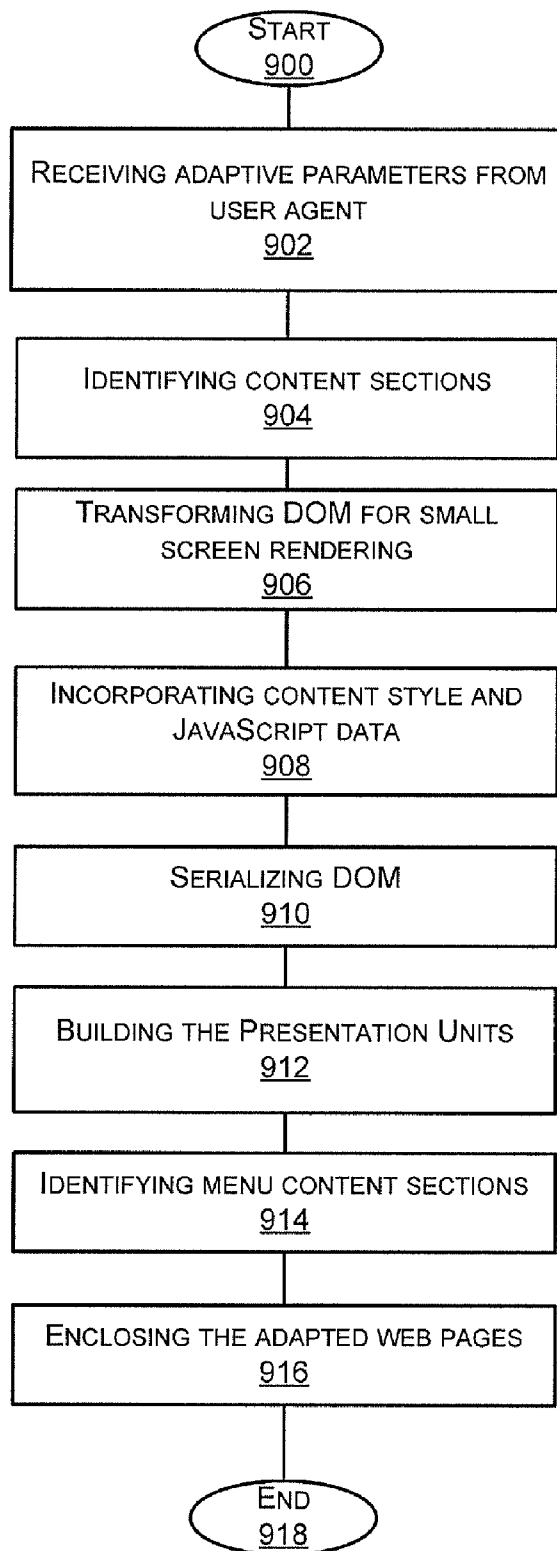 START
900
RECEIVING ADAPTIVE PARAMETERS FROM
USER AGENT
902
IDENTIFYING CONTENT SECTIONS
904
TRANSFORMING DOM FOR SMALL
SCREEN RENDERING
906
INCORPORATING CONTENT STYLE AND
JAVASCRIPT DATA
908
SERIALIZING DOM
910
BUILDING THE PRESENTATION UNITS
912
IDENTIFYING MENU CONTENT SECTIONS
914
ENCLOSING THE ADAPTED WEB PAGES
916
END
918